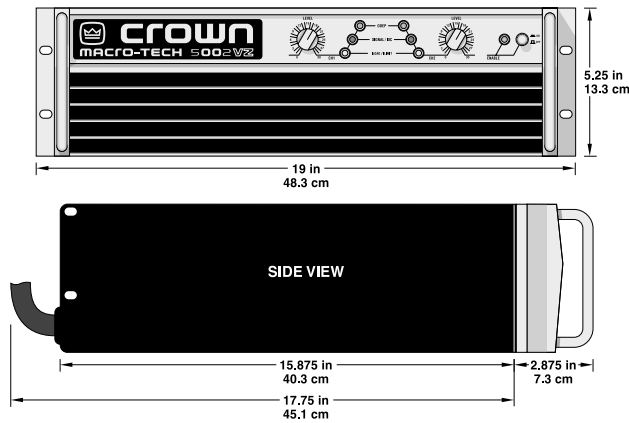 LEVEL
LEVEL
crown
MACRO-TECH 5002VZ
ODEP
SIGNAL / IOC
CH1
CH2
ENABLE
5.25 in
13.3 cm
19 in
48.3 cm
SIDE VIEW
15.875 in
40.3 cm
2.875 in
7.3 cm
17.75 in
45.1 cm